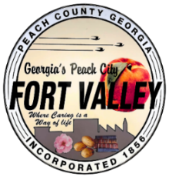 PEACH COUNTY GEORGIA
Georgia's Peach City
FORT VALLEY
Where Caring is a
Way of life
INCORPORATED 1856